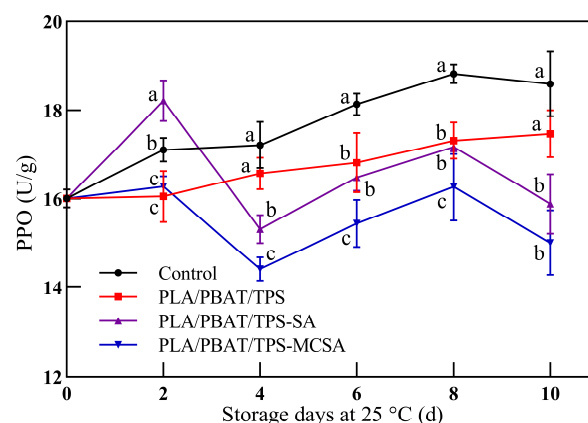 20
18
16
14
12
PPO (U/g)
a
b
c
c
a
a
b
c
a
b
b
c
a
b
b
c
a
a
b
b
Control
PLA/PBAT/TPS
PLA/PBAT/TPS-SA
PLA/PBAT/TPS-MCSA
0 2 4 6 8 10
Storage days at 25 °C (d)